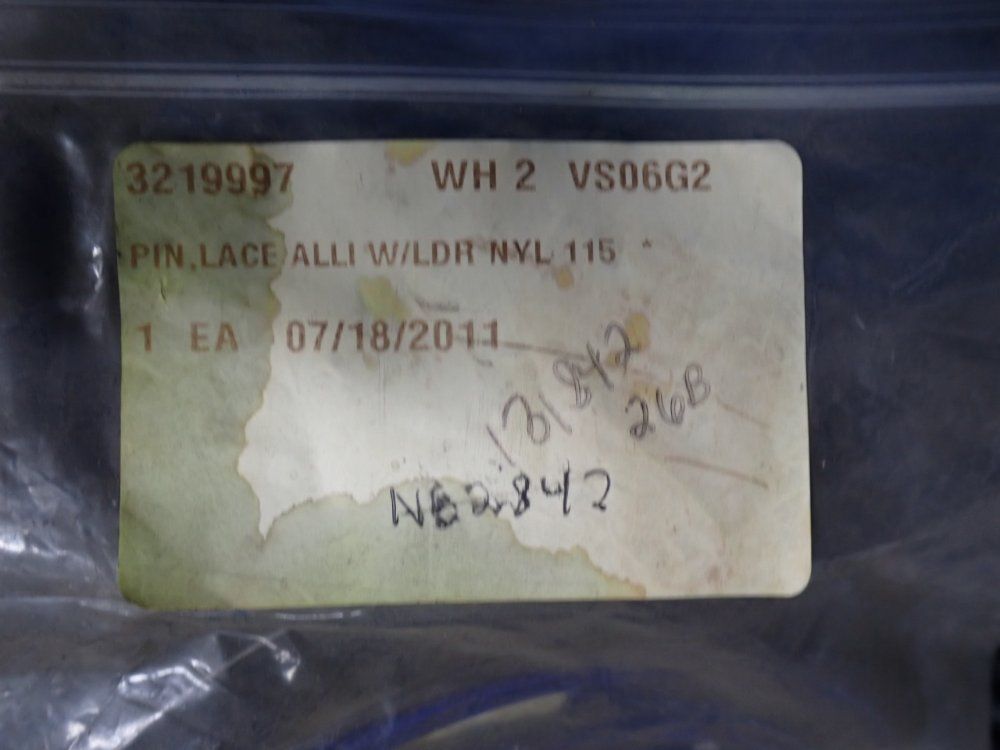 3219997 WH 2 VS06G2
PIN,LACE ALLI W/LDR NYL 115 *
1 EA 07/18/2011
131842
26B
NB2842